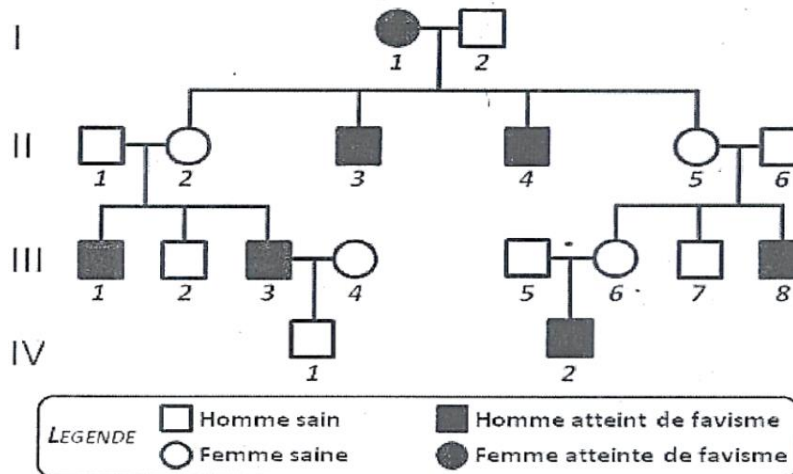 I
1 2
II
1 2 3 4 5 6
III
1 2 3 4 5 6 7 8
IV
1 2
LEGENDE
Homme sain Homme atteint de favisme
Femme saine Femme atteinte de favisme